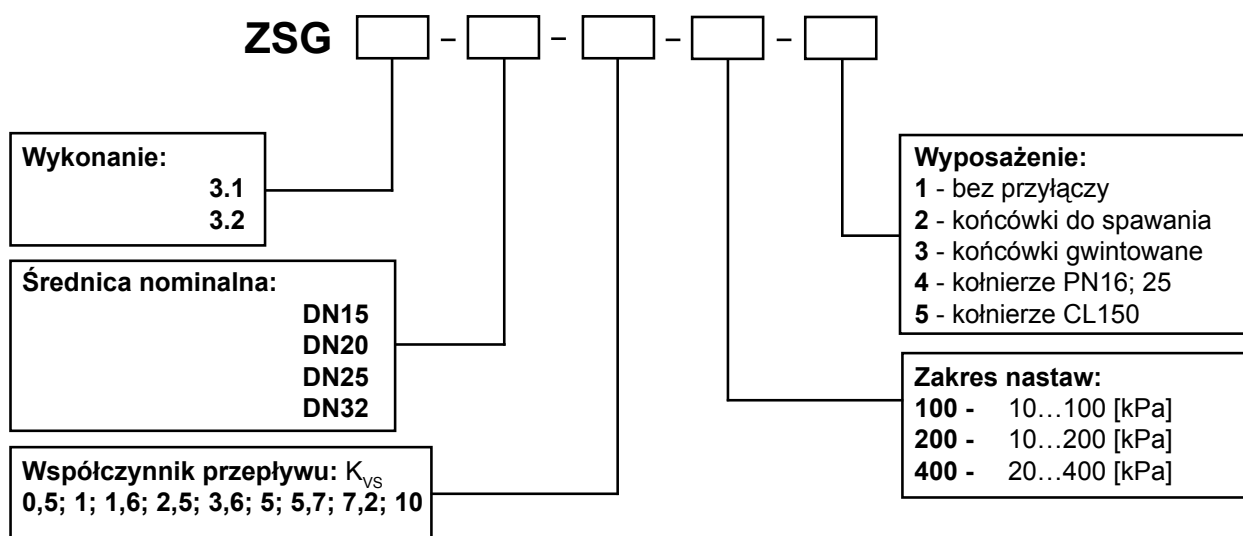 ZSG – – – –
Wykonanie:
3.1
3.2
Średnica nominalna:
DN15
DN20
DN25
DN32
Współczynnik przepływu: KVS
0,5; 1; 1,6; 2,5; 3,6; 5; 5,7; 7,2; 10
Wyposażenie:
1 - bez przyłączy
2 - końcówki do spawania
3 - końcówki gwintowane
4 - kołnierze PN16; 25
5 - kołnierze CL150
Zakres nastaw:
100 - 10…100 [kPa]
200 - 10…200 [kPa]
400 - 20…400 [kPa]